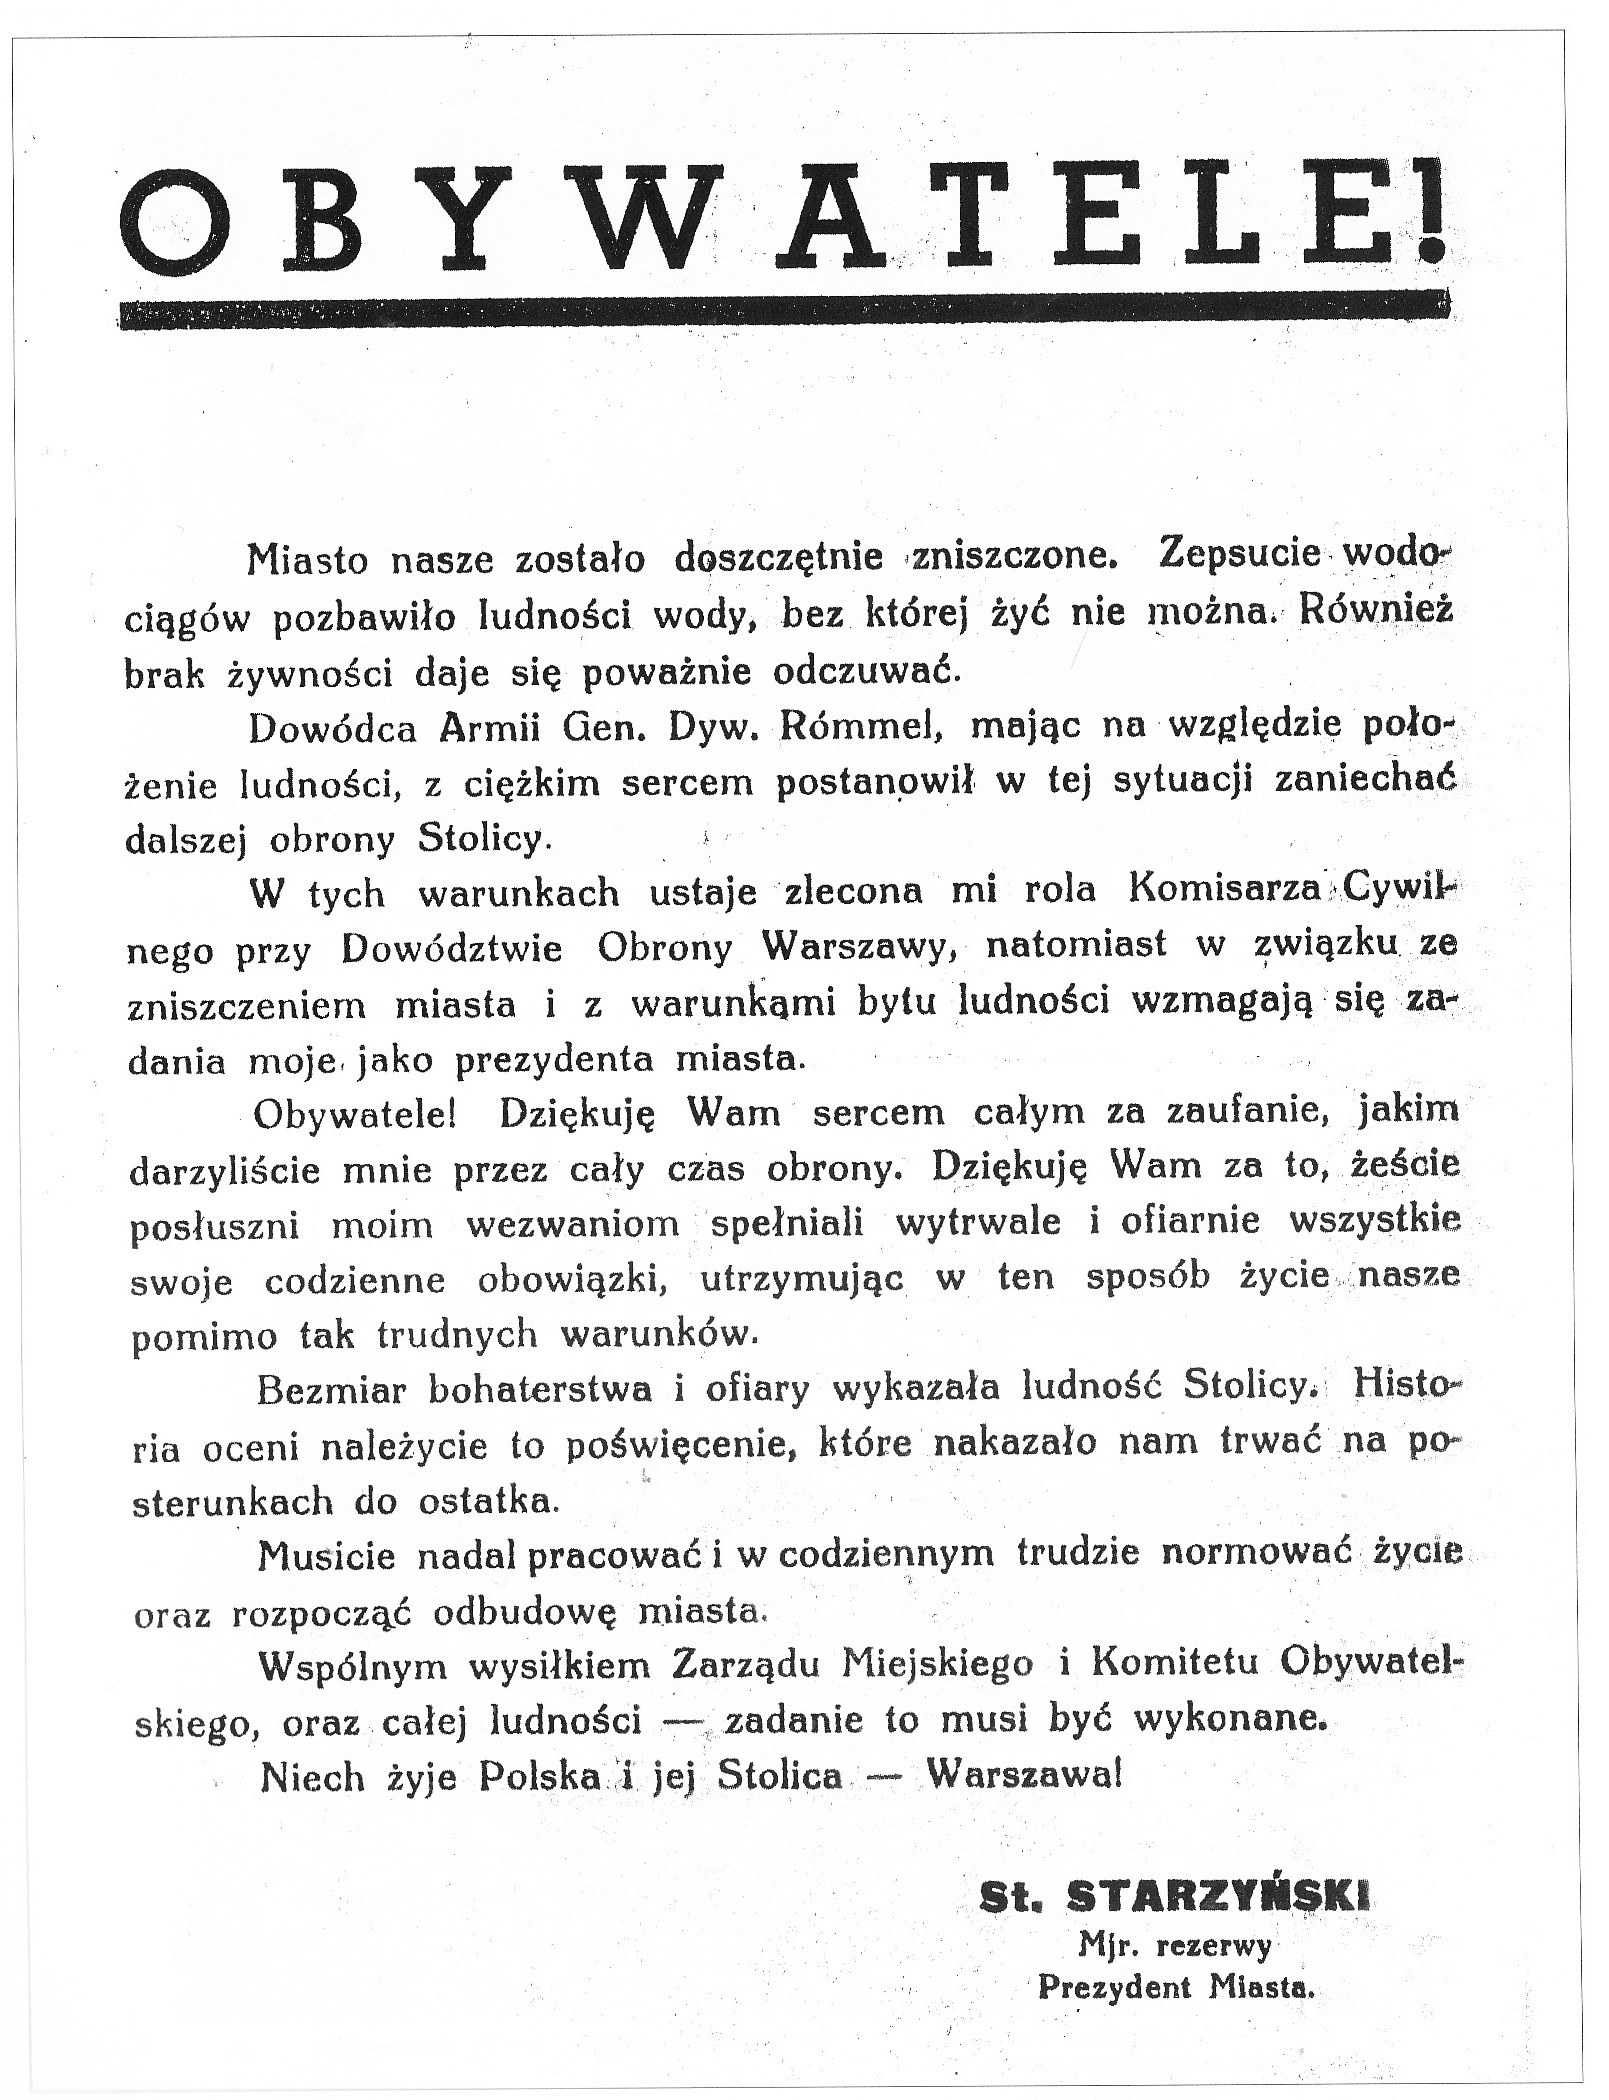 OBYWATELE!
Miasto nasze zostało doszczętnie zniszczone. Zepsucie wodo-
ciągów pozbawiło ludności wody, bez której żyć nie można. Również
brak żywności daje się poważnie odczuwać.
Dowódca Armii Gen. Dyw. Rómmel, mając na względzie poło-
żenie ludności, z ciężkim sercem postanowił w tej sytuacji zaniechać
dalszej obrony Stolicy.
W tych warunkach ustaje zlecona mi rola Komisarza Cywil-
nego przy Dowództwie Obrony Warszawy, natomiast w związku ze
zniszczeniem miasta i z warunkami bytu ludności wzmagają się za-
dania moje jako prezydenta miasta.
Obywatele! Dziękuję Wam sercem całym za zaufanie, jakim
darzyliście mnie przez cały czas obrony. Dziękuję Wam za to, żeście
posłuszni moim wezwaniom spełniali wytrwale i ofiarnie wszystkie
swoje codzienne obowiązki, utrzymując w ten sposób życie nasze
pomimo tak trudnych warunków.
Bezmiar bohaterstwa i ofiary wykazała ludność Stolicy. Histo-
ria oceni należycie to poświęcenie, które nakazało nam trwać na po-
sterunkach do ostatka.
Musicie nadal pracować i w codziennym trudzie normować życie
oraz rozpocząć odbudowę miasta.
Wspólnym wysiłkiem Zarządu Miejskiego i Komitetu Obywatel-
skiego, oraz całej ludności — zadanie to musi być wykonane.
Niech żyje Polska i jej Stolica — Warszawa!
St. STARZYŃSKI
Mjr. rezerwy
Prezydent Miasta.